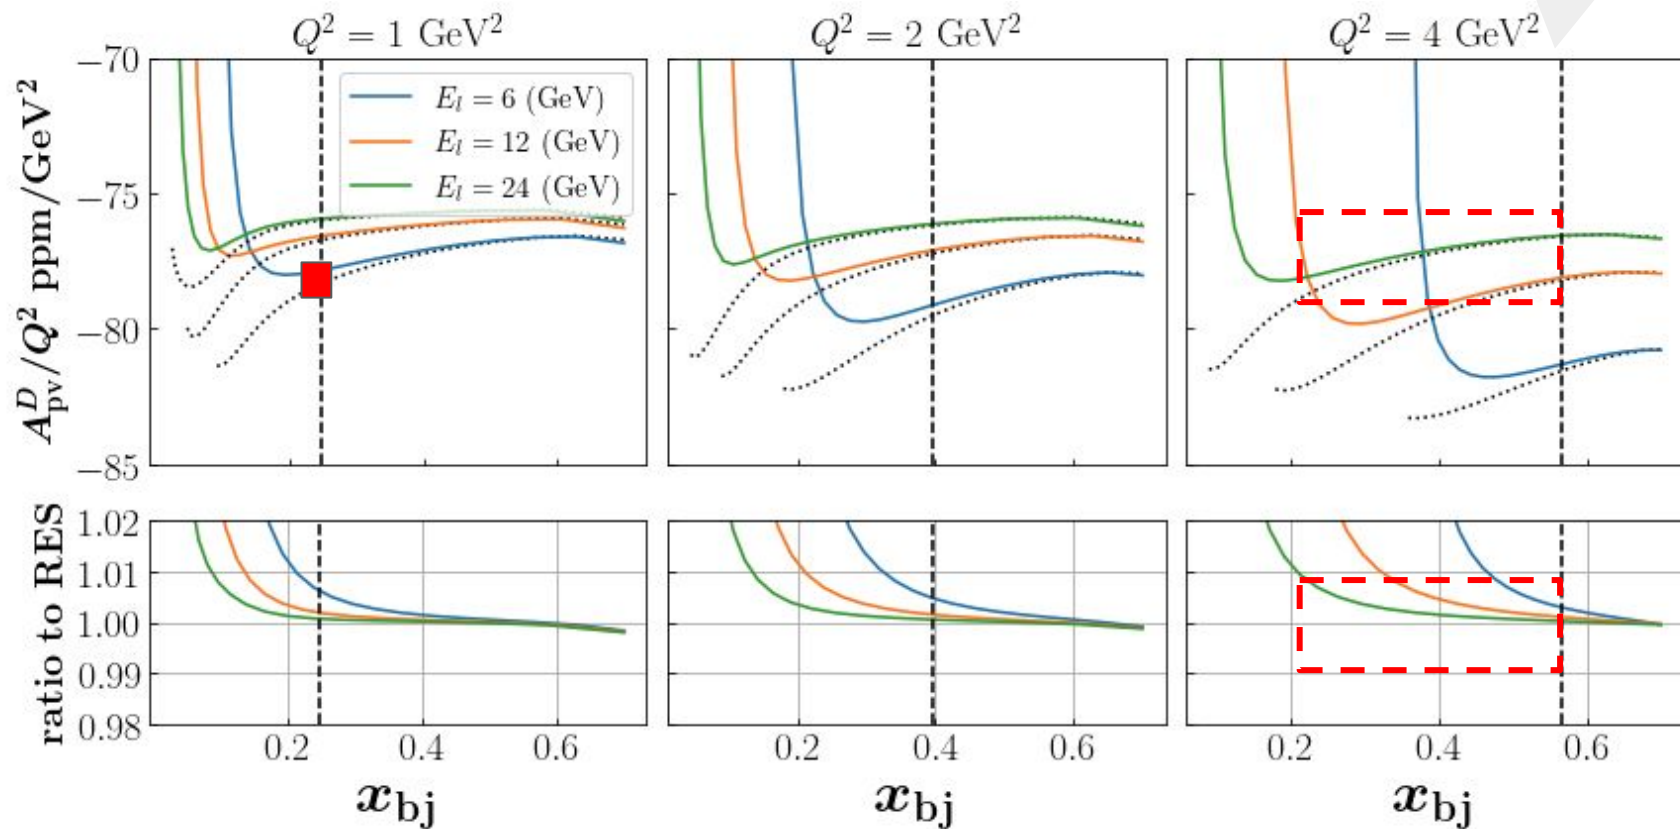 Q² = 1 GeV²
Q² = 2 GeV²
Q² = 4 GeV²
A^D_pv/Q² ppm/GeV²
−70
−75
−80
−85
E_l = 6 (GeV)
E_l = 12 (GeV)
E_l = 24 (GeV)
ratio to RES
1.02
1.01
1.00
0.99
0.98
0.2 0.4 0.6
0.2 0.4 0.6
0.2 0.4 0.6
x_bj
x_bj
x_bj